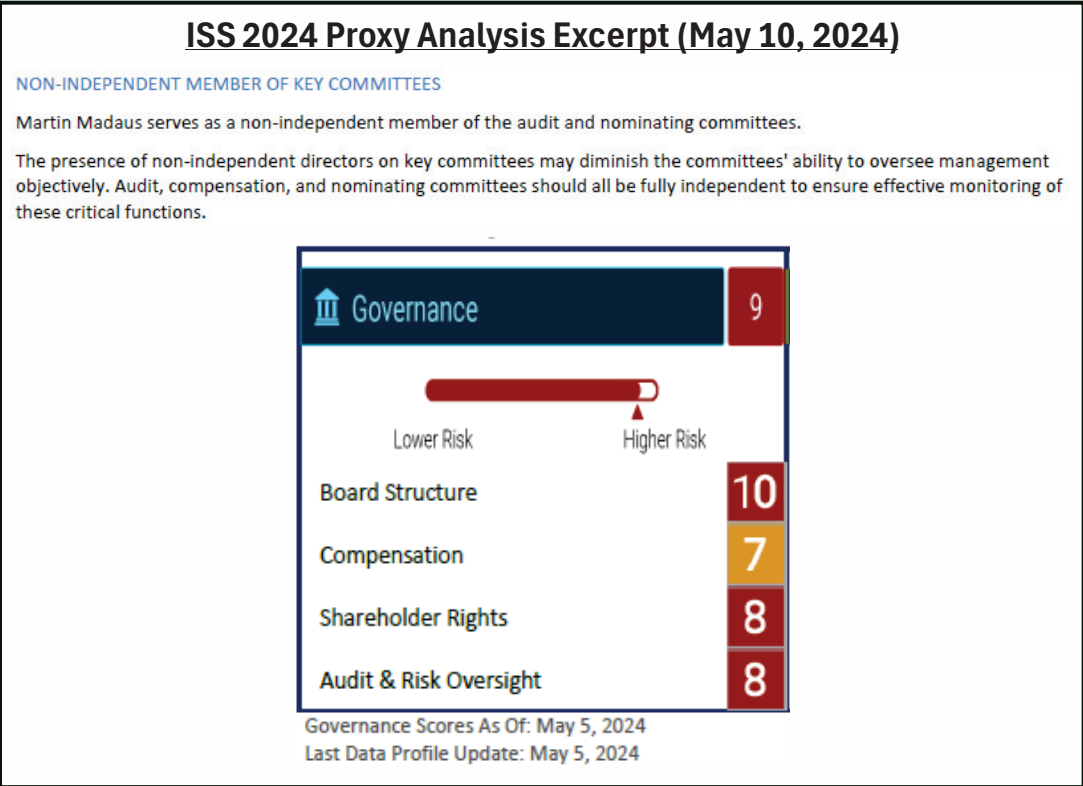 ISS 2024 Proxy Analysis Excerpt (May 10, 2024)
NON-INDEPENDENT MEMBER OF KEY COMMITTEES
Martin Madaus serves as a non-independent member of the audit and nominating committees.
The presence of non-independent directors on key committees may diminish the committees' ability to oversee management
objectively. Audit, compensation, and nominating committees should all be fully independent to ensure effective monitoring of
these critical functions.
Governance 9
Lower Risk Higher Risk
Board Structure 10
Compensation 7
Shareholder Rights 8
Audit & Risk Oversight 8
Governance Scores As Of: May 5, 2024
Last Data Profile Update: May 5, 2024